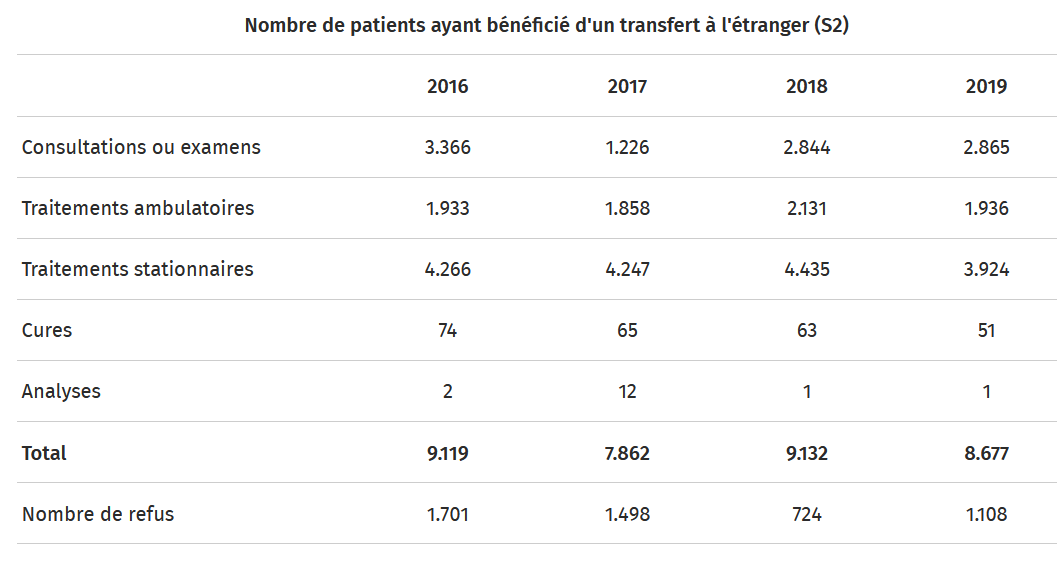 Nombre de patients ayant bénéficié d'un transfert à l'étranger (S2)
2016 2017 2018 2019
Consultations ou examens 3.366 1.226 2.844 2.865
Traitements ambulatoires 1.933 1.858 2.131 1.936
Traitements stationnaires 4.266 4.247 4.435 3.924
Cures 74 65 63 51
Analyses 2 12 1 1
Total 9.119 7.862 9.132 8.677
Nombre de refus 1.701 1.498 724 1.108